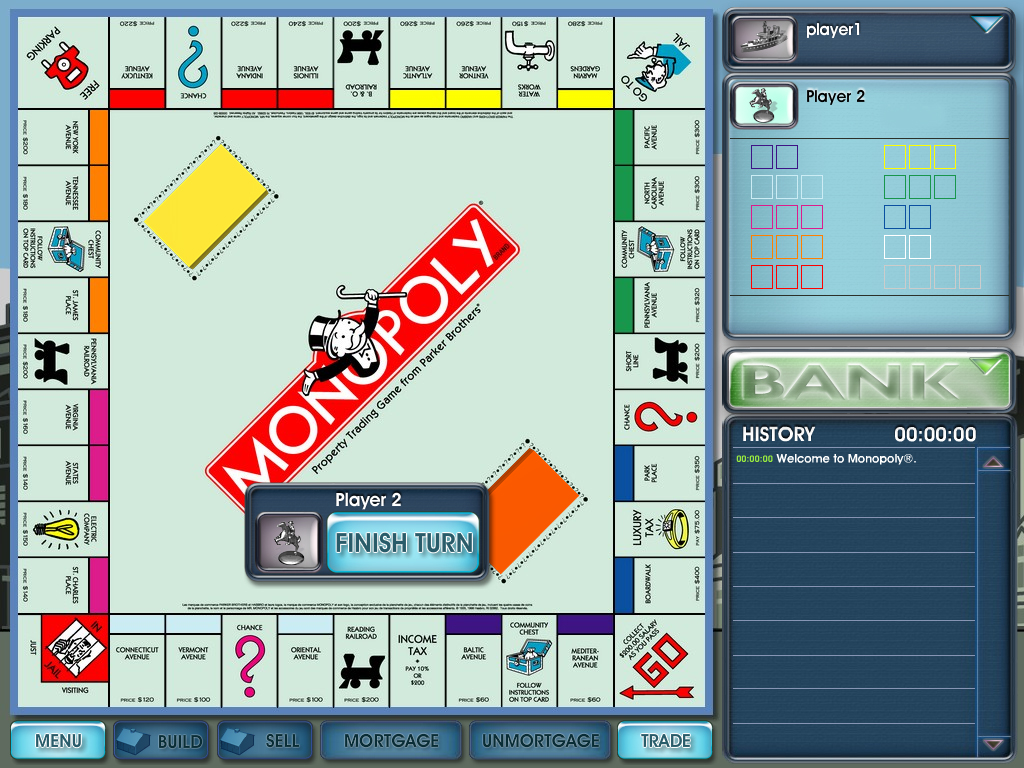 FREE
PARKING
PRICE $220
KENTUCKY
AVENUE
CHANCE
PRICE $220
INDIANA
AVENUE
PRICE $240
ILLINOIS
AVENUE
PRICE $200
B. & O.
RAILROAD
PRICE $260
ATLANTIC
AVENUE
PRICE $260
VENTNOR
AVENUE
PRICE $150
WATER
WORKS
PRICE $280
MARVIN
GARDENS
GO TO
JAIL
NEW YORK
AVENUE
PRICE $200
TENNESSEE
AVENUE
PRICE $180
COMMUNITY
CHEST
FOLLOW
INSTRUCTIONS
ON TOP CARD
ST. JAMES
PLACE
PRICE $180
PENNSYLVANIA
RAILROAD
PRICE $200
VIRGINIA
AVENUE
PRICE $160
STATES
AVENUE
PRICE $140
ELECTRIC
COMPANY
PRICE $150
ST. CHARLES
PLACE
PRICE $140
PACIFIC
AVENUE
PRICE $300
NORTH
CAROLINA
AVENUE
PRICE $300
COMMUNITY
CHEST
FOLLOW
INSTRUCTIONS
ON TOP CARD
PENNSYLVANIA
AVENUE
PRICE $320
SHORT
LINE
PRICE $200
CHANCE
PARK
PLACE
PRICE $350
LUXURY
TAX
PAY $75.00
BOARDWALK
PRICE $400
MONOPOLY®
Property Trading Game from Parker Brothers®
Player 2
FINISH TURN
JUST
IN
JAIL
VISITING
CONNECTICUT
AVENUE
PRICE $120
VERMONT
AVENUE
PRICE $100
CHANCE
ORIENTAL
AVENUE
PRICE $100
READING
RAILROAD
PRICE $200
INCOME
TAX
PAY 10%
OR
$200
BALTIC
AVENUE
PRICE $60
COMMUNITY
CHEST
FOLLOW
INSTRUCTIONS
ON TOP CARD
MEDITER-
RANEAN
AVENUE
PRICE $60
COLLECT
$200.00 SALARY
AS YOU PASS
GO
MENU
BUILD
SELL
MORTGAGE
UNMORTGAGE
TRADE
player1
Player 2
BANK
HISTORY 00:00:00
00:00:00 Welcome to Monopoly®.